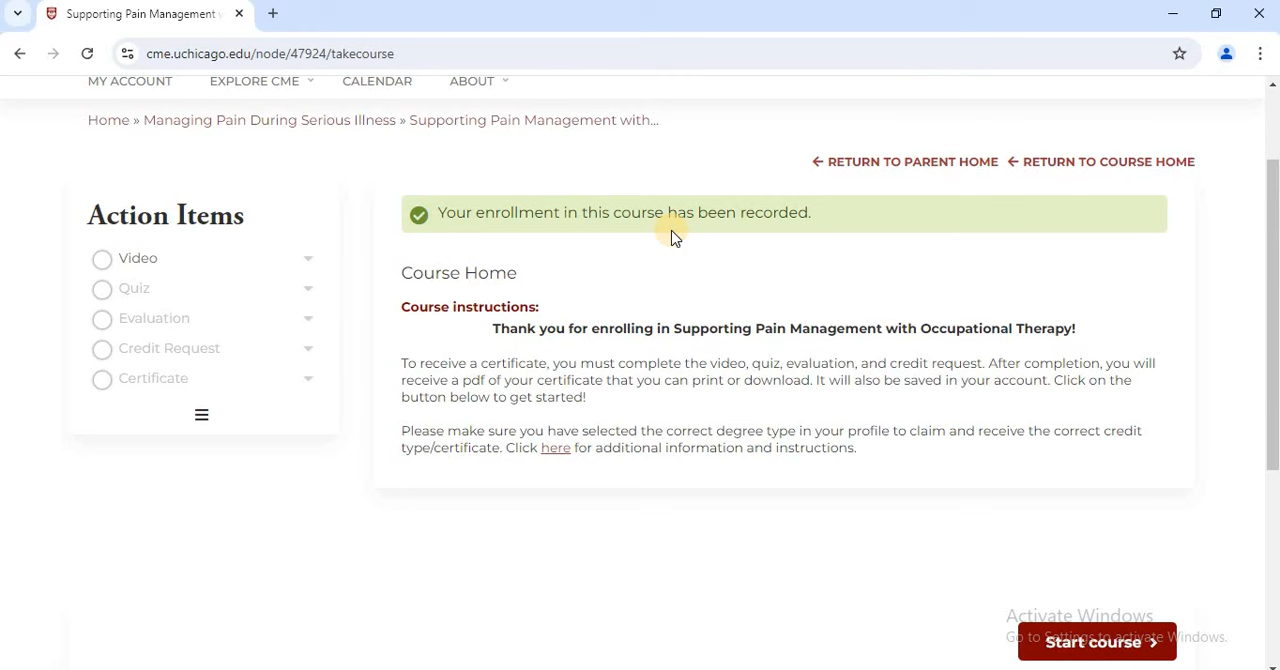 Supporting Pain Management
cme.uchicago.edu/node/47924/takecourse
MY ACCOUNT EXPLORE CME CALENDAR ABOUT
Home » Managing Pain During Serious Illness » Supporting Pain Management with...
← RETURN TO PARENT HOME ← RETURN TO COURSE HOME
Action Items
Video
Quiz
Evaluation
Credit Request
Certificate
Your enrollment in this course has been recorded.
Course Home
Course instructions:
Thank you for enrolling in Supporting Pain Management with Occupational Therapy!
To receive a certificate, you must complete the video, quiz, evaluation, and credit request. After completion, you will
receive a pdf of your certificate that you can print or download. It will also be saved in your account. Click on the
button below to get started!
Please make sure you have selected the correct degree type in your profile to claim and receive the correct credit
type/certificate. Click here for additional information and instructions.
Activate Windows
Go to Settings to activate Windows.
Start course